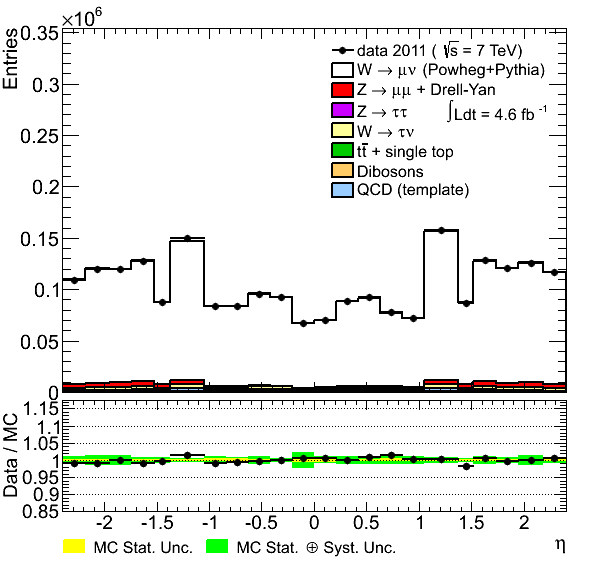 ×10⁶
Entries
0.35
0.3
0.25
0.2
0.15
0.1
0.05
0
data 2011 ( √s = 7 TeV)
W → μν (Powheg+Pythia)
Z → μμ + Drell-Yan
Z → ττ ∫Ldt = 4.6 fb⁻¹
W → τν
tt̄ + single top
Dibosons
QCD (template)
Data / MC
1.15
1.1
1.05
1
0.95
0.9
0.85
-2 -1.5 -1 -0.5 0 0.5 1 1.5 2
η
MC Stat. Unc. MC Stat. ⊕ Syst. Unc.